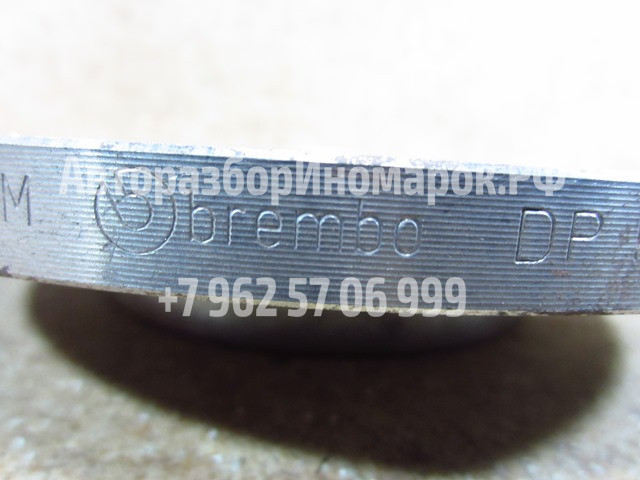 АвторазборИномарок.РФ
M brembo DP
+7 962 57 06 999